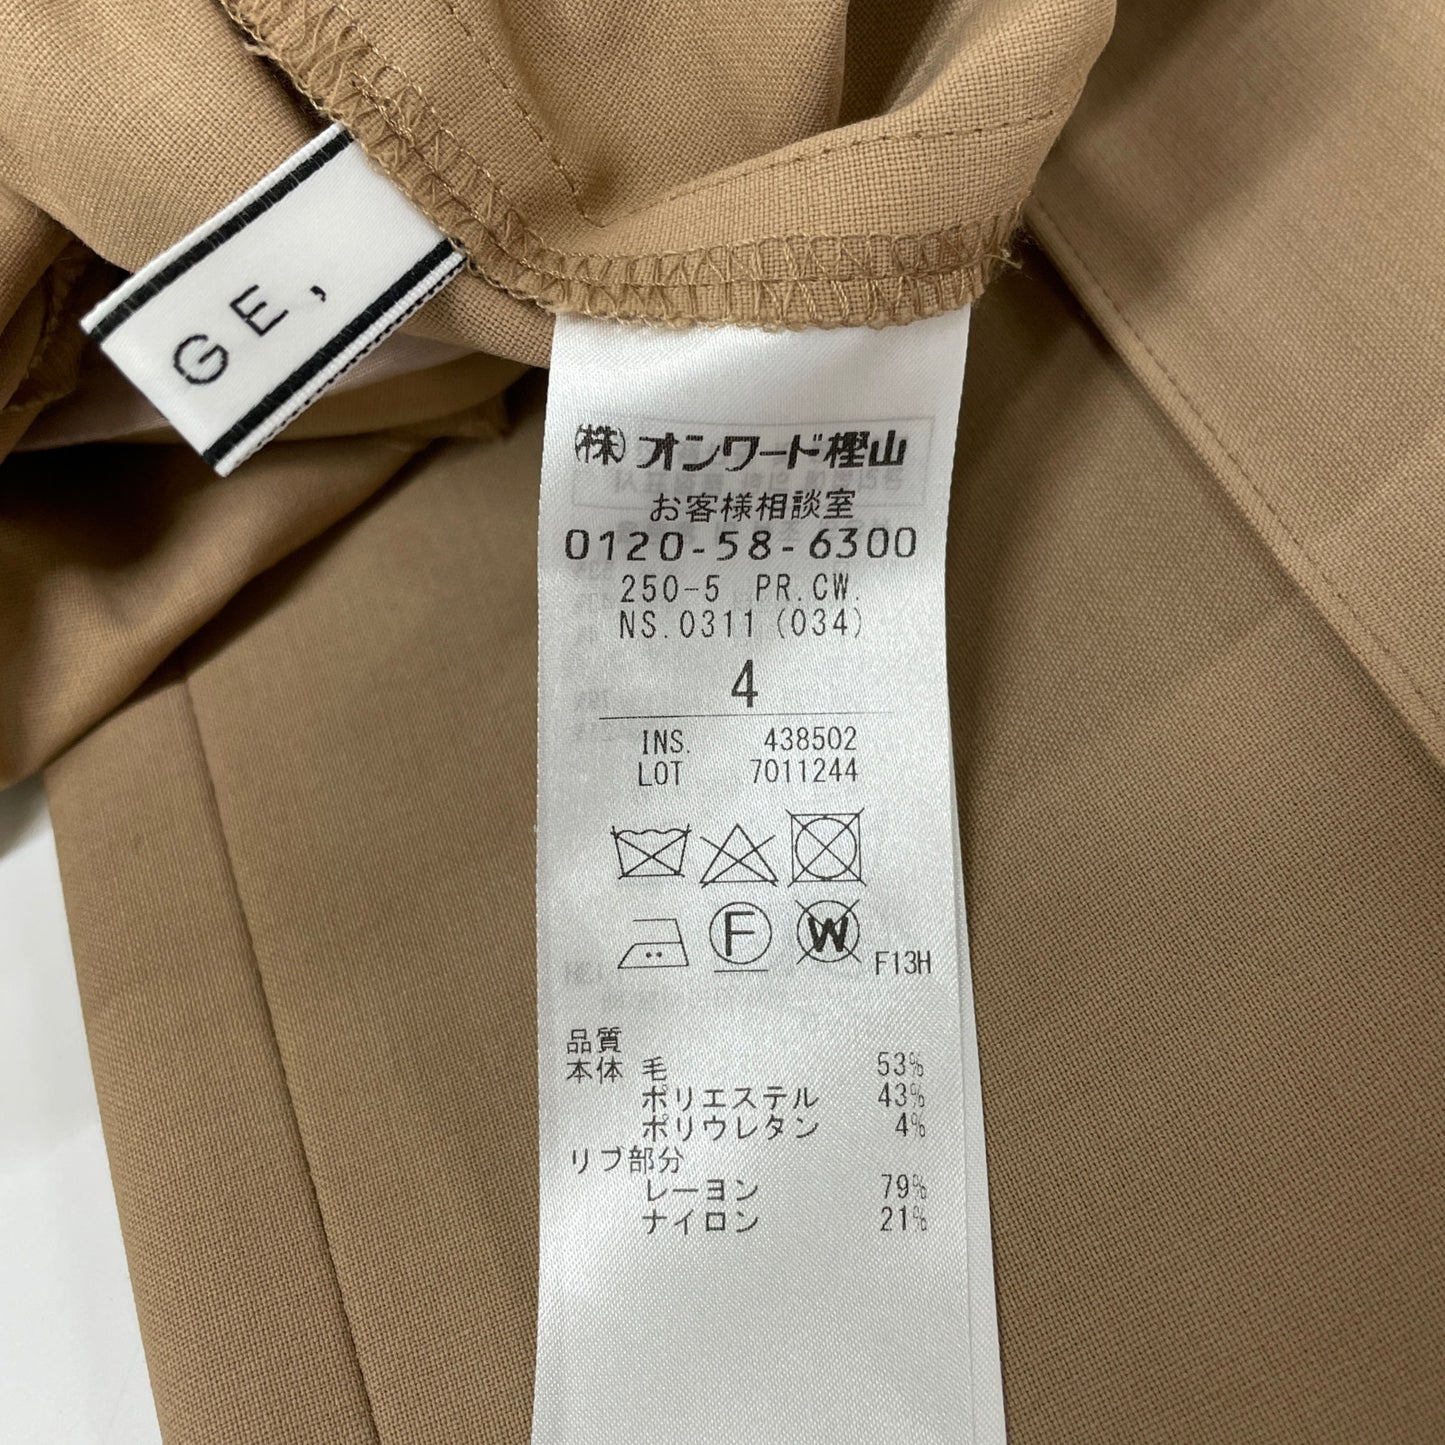 GE,
㈱オンワード樫山
お客様相談室
0120-58-6300
250-5 PR.CW.
NS.0311 (034)
4
INS. 438502
LOT 7011244
F W F13H
品質
本体 毛 53%
ポリエステル 43%
ポリウレタン 4%
リブ部分
レーヨン 79%
ナイロン 21%